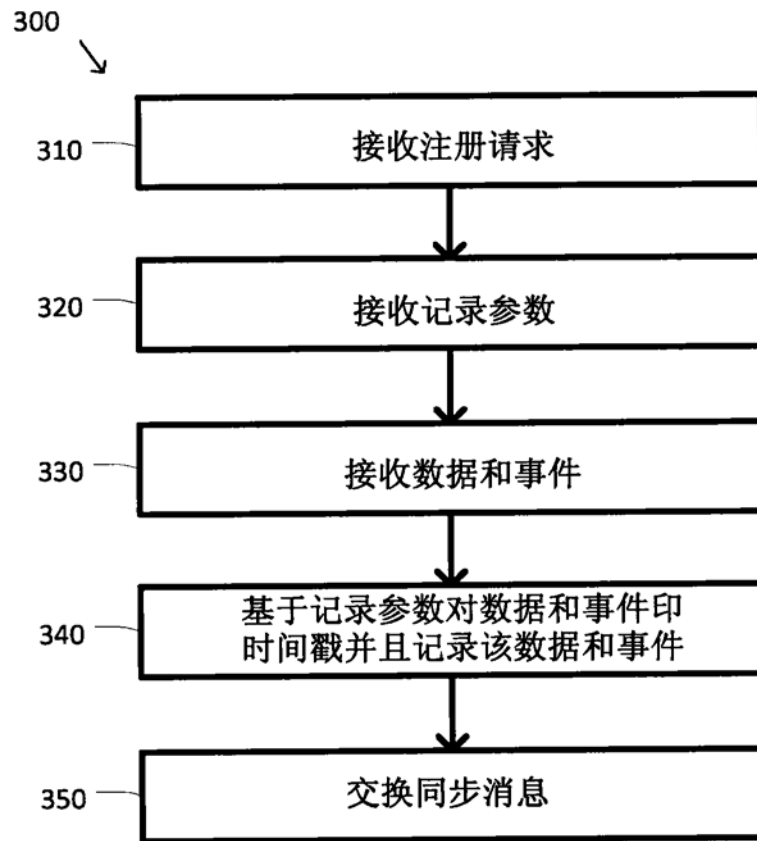 300
310
接收注册请求
320
接收记录参数
330
接收数据和事件
340
基于记录参数对数据和事件印
时间戳并且记录该数据和事件
350
交换同步消息